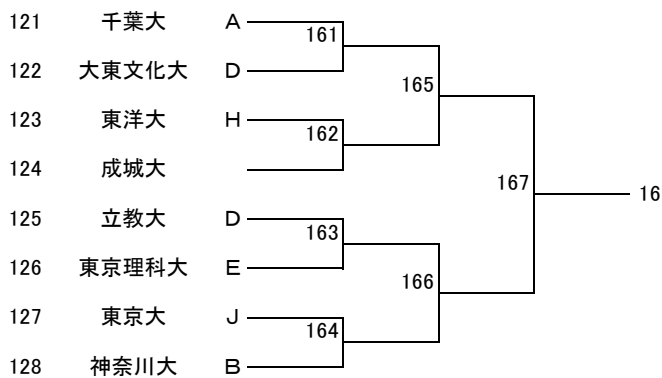 121 千葉大 A
161
122 大東文化大 D
165
123 東洋大 H
162
124 成城大
167 16
125 立教大 D
163
126 東京理科大 E
166
127 東京大 J
164
128 神奈川大 B